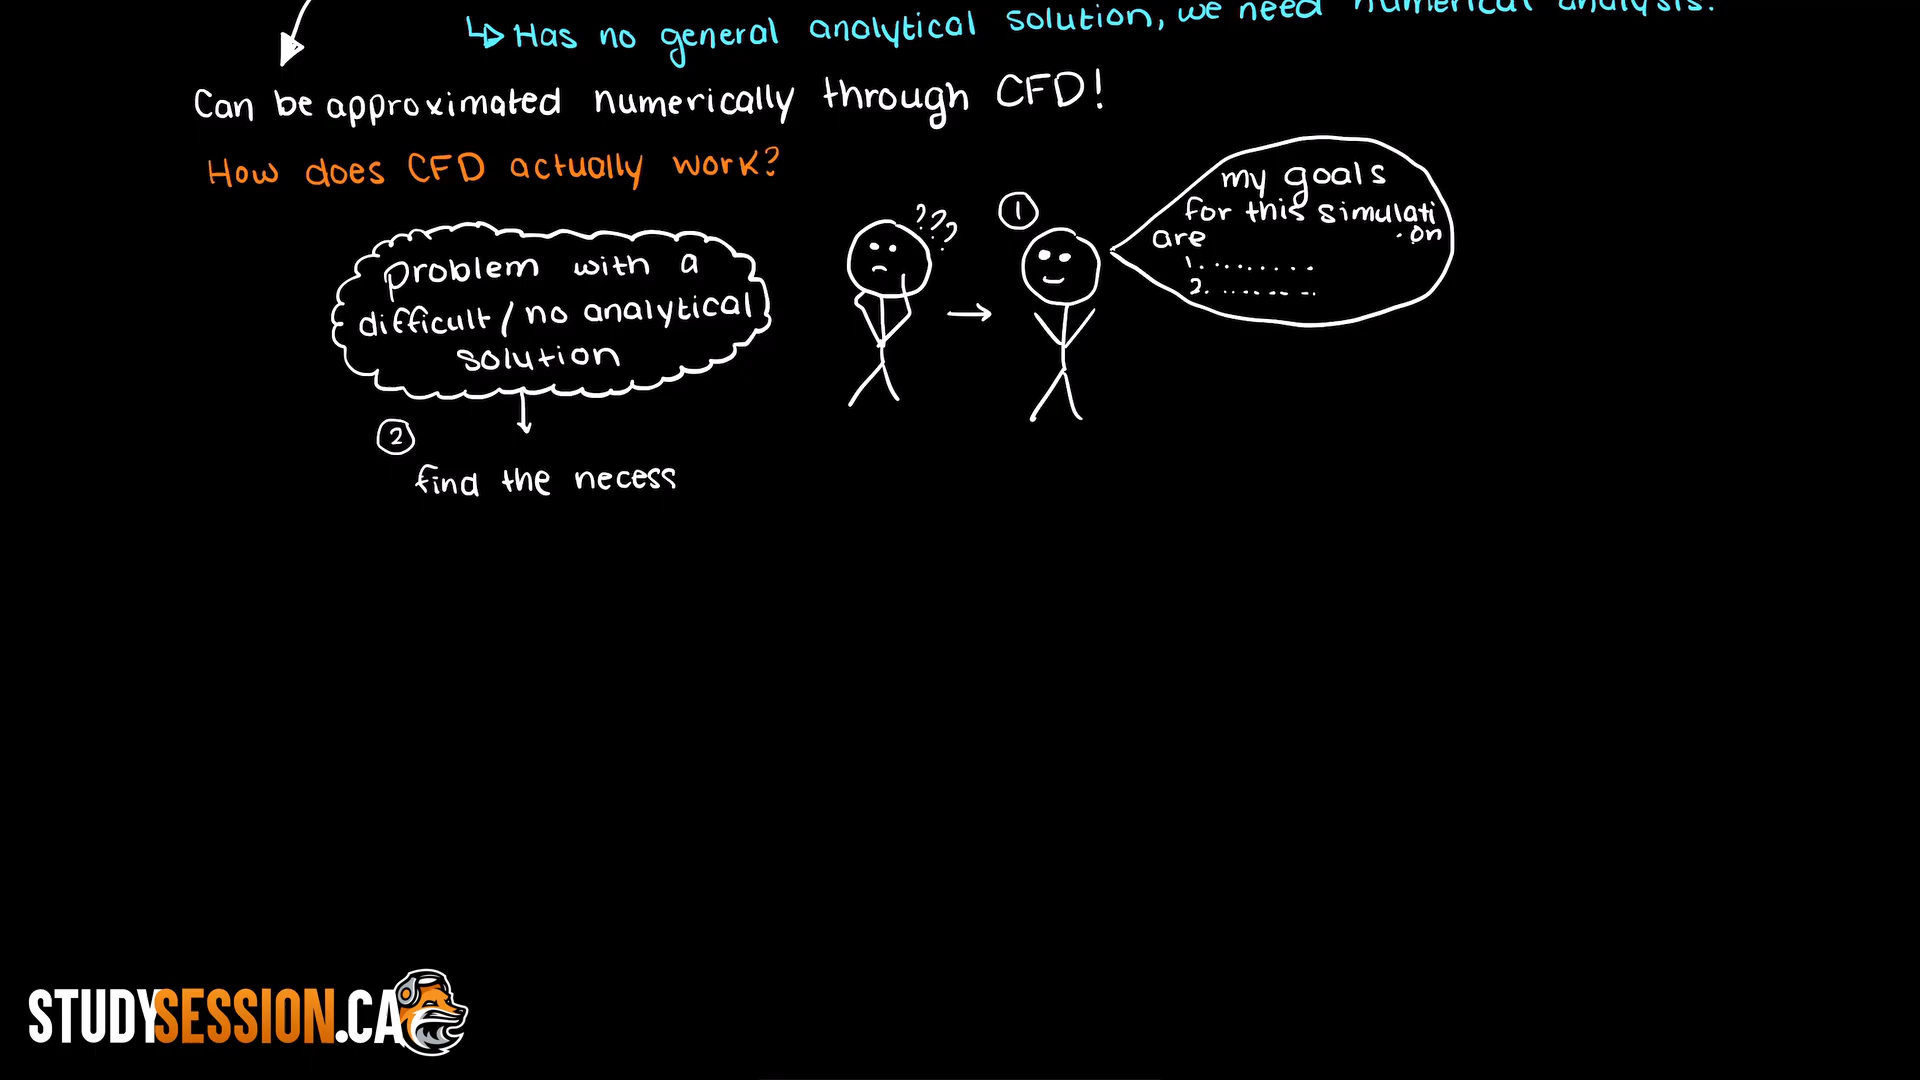 ↳ Has no general analytical solution, we need numerical analysis.
Can be approximated numerically through CFD!
How does CFD actually work?
problem with a
difficult/no analytical
solution
???
?
?
1
my goals
for this simulati
on
are
1. ........
2. .......
2
find the necess
STUDYSESSION.CA